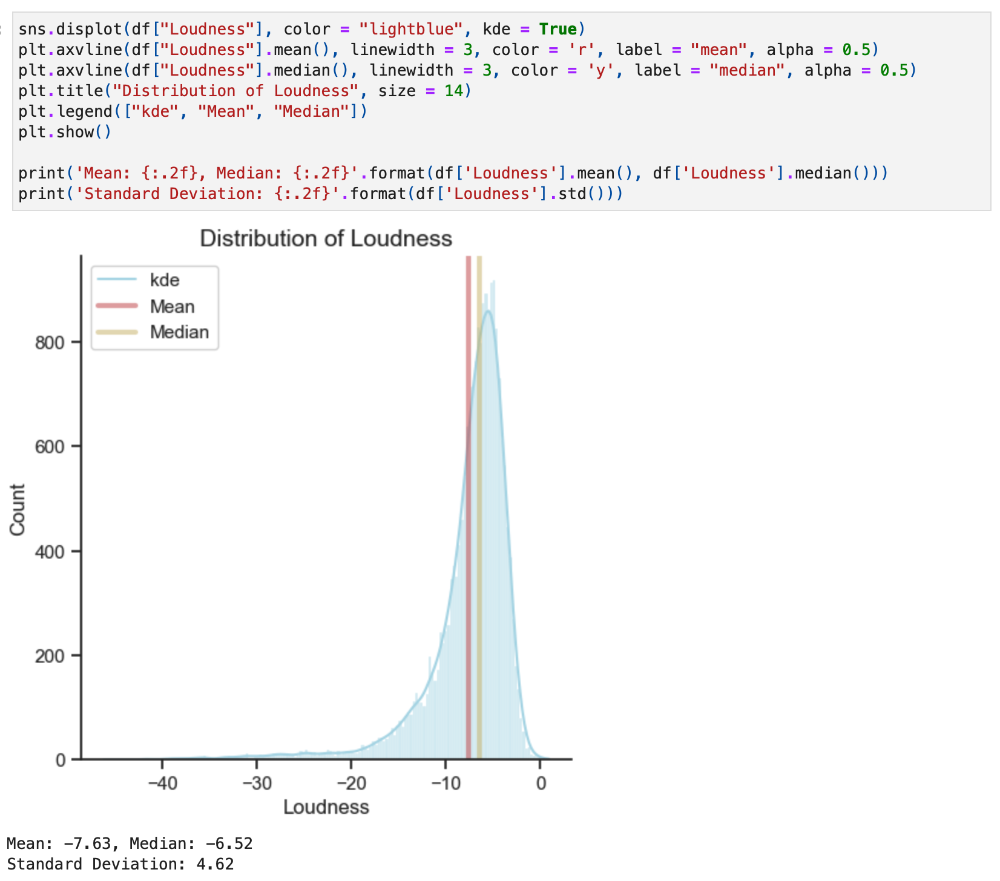 sns.displot(df["Loudness"], color = "lightblue", kde = True)
plt.axvline(df["Loudness"].mean(), linewidth = 3, color = 'r', label = "mean", alpha = 0.5)
plt.axvline(df["Loudness"].median(), linewidth = 3, color = 'y', label = "median", alpha = 0.5)
plt.title("Distribution of Loudness", size = 14)
plt.legend(["kde", "Mean", "Median"])
plt.show()
print('Mean: {:.2f}, Median: {:.2f}'.format(df['Loudness'].mean(), df['Loudness'].median()))
print('Standard Deviation: {:.2f}'.format(df['Loudness'].std()))
Distribution of Loudness
kde
Mean
Median
800
600
400
200
0
Count
−40 −30 −20 −10 0
Loudness
Mean: -7.63, Median: -6.52
Standard Deviation: 4.62